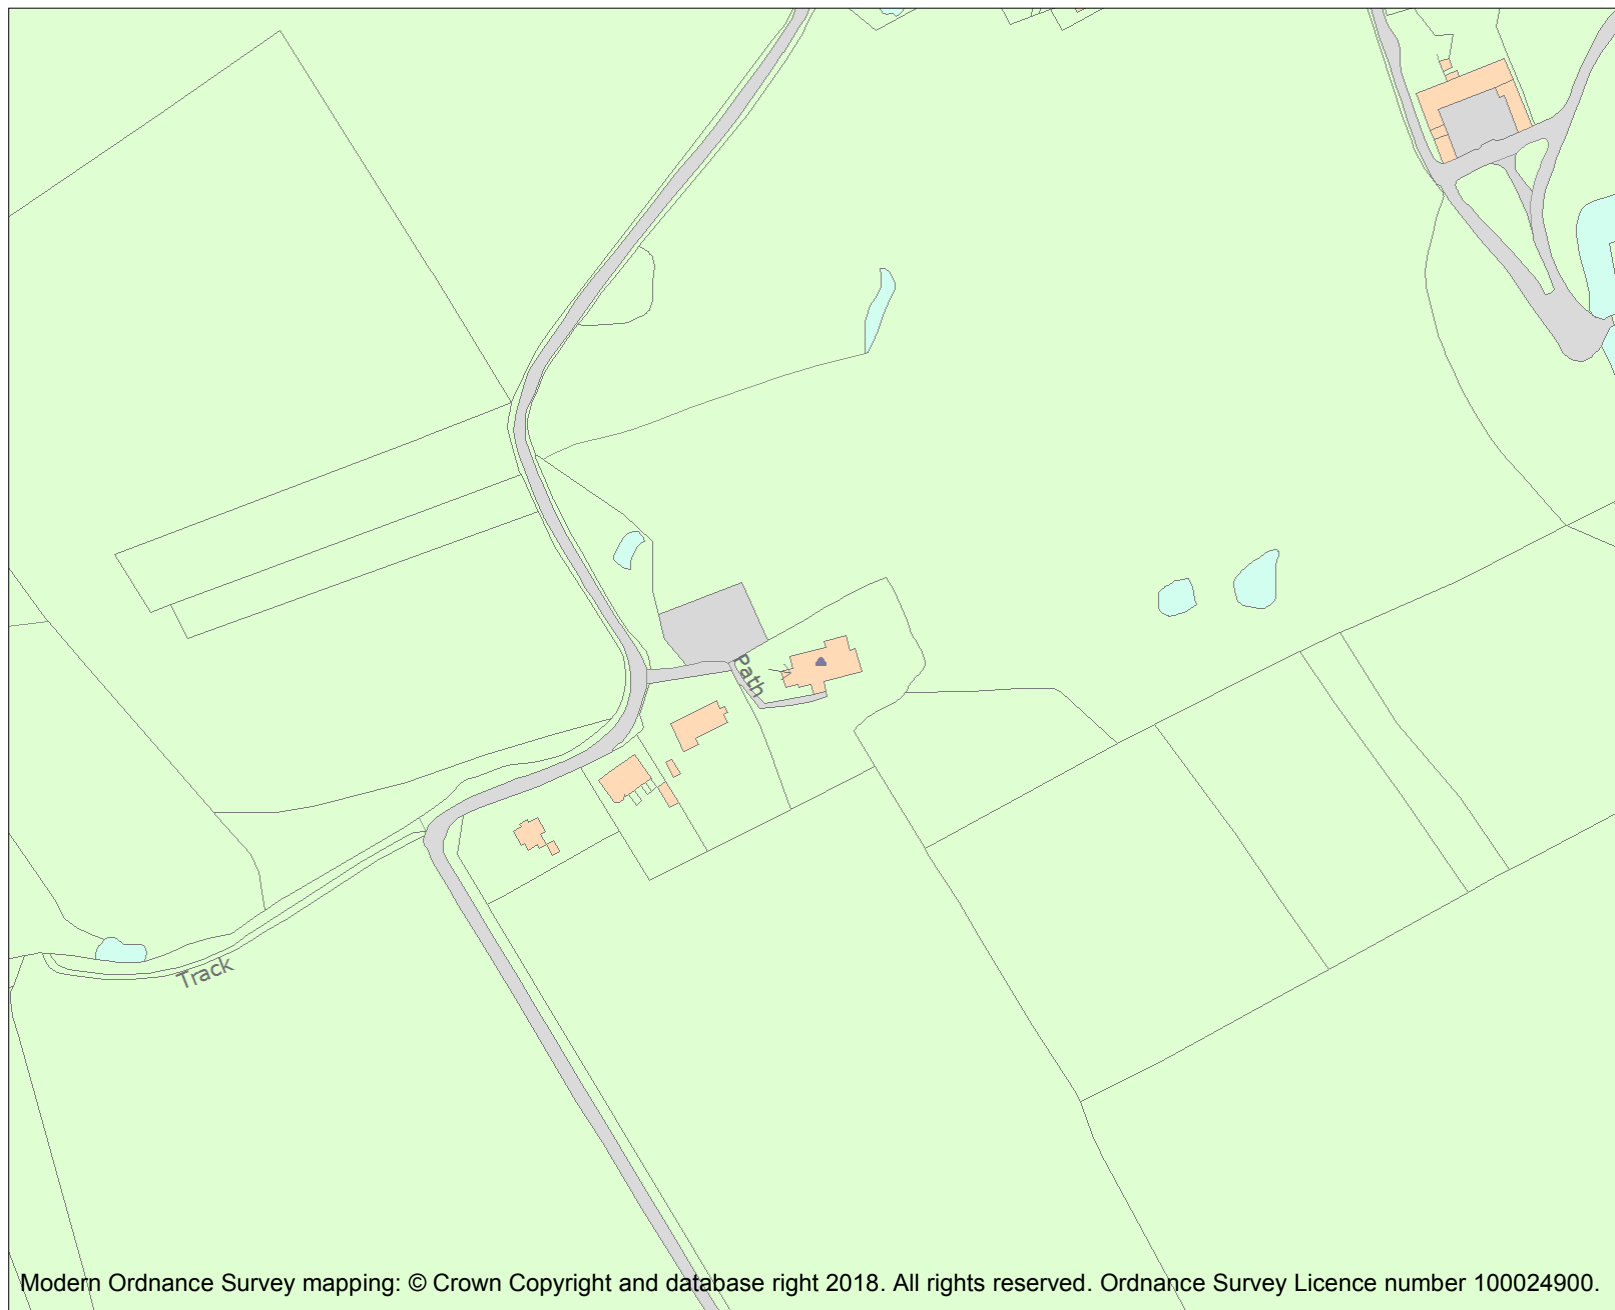 Path
Track
Modern Ordnance Survey mapping: © Crown Copyright and database right 2018. All rights reserved. Ordnance Survey Licence number 100024900.